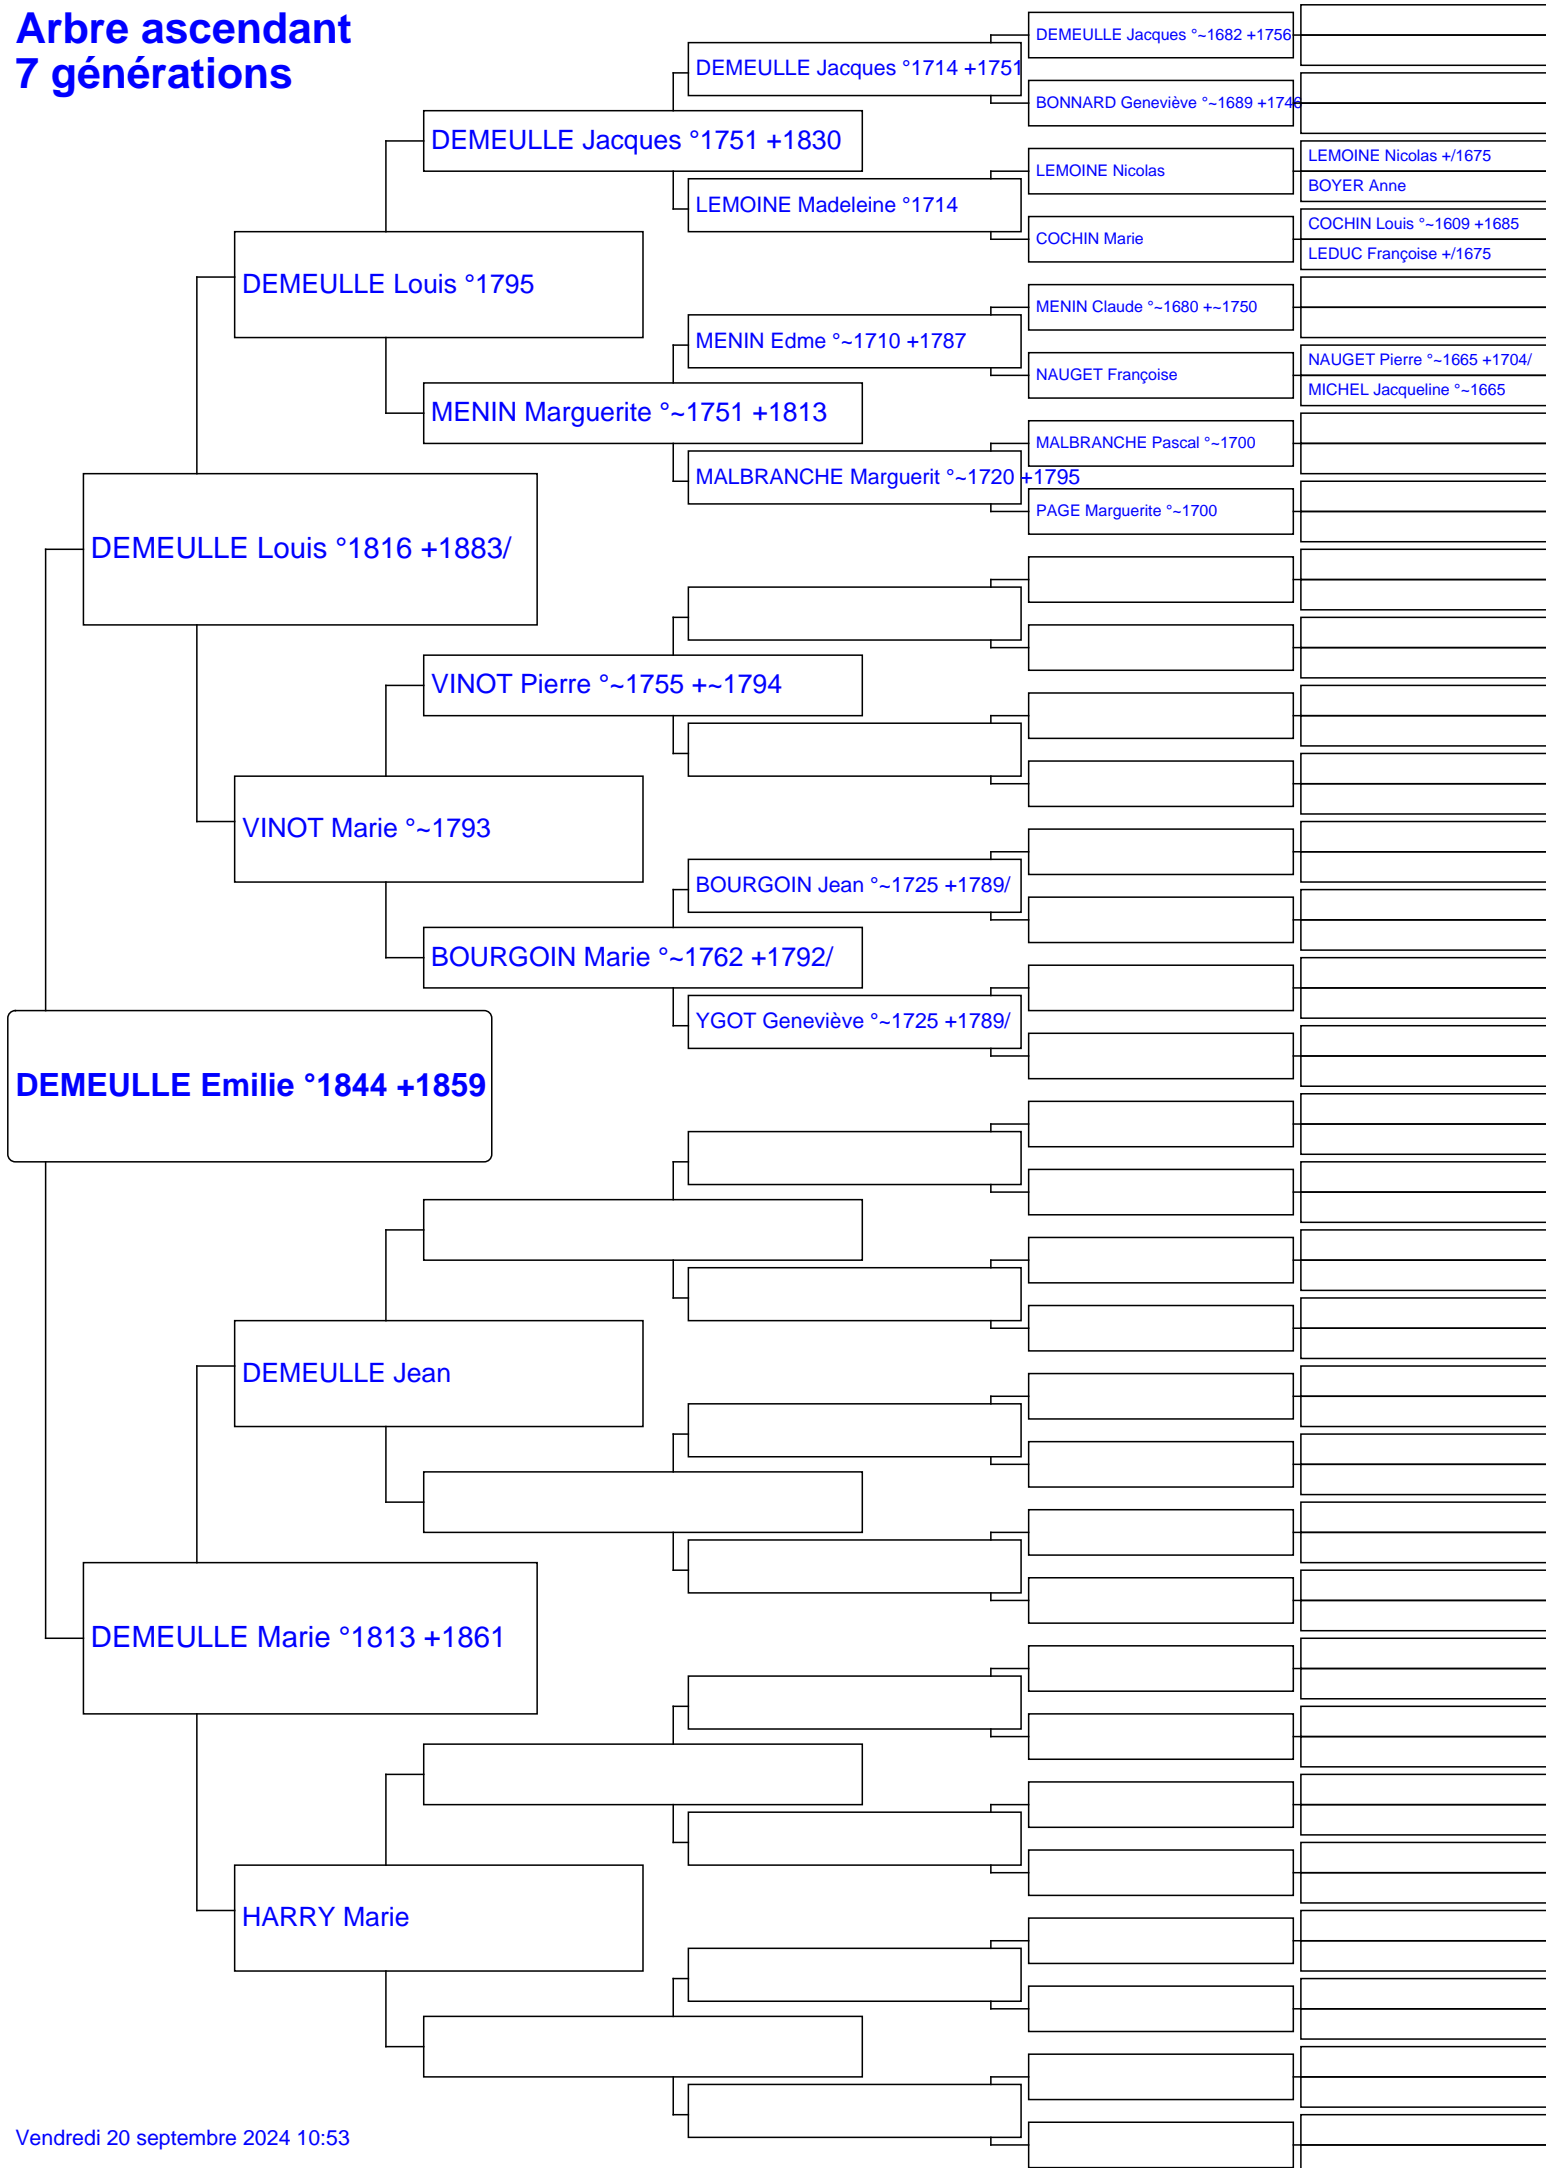 Arbre ascendant
7 générations
DEMEULLE Jacques °~1682 +1756
DEMEULLE Jacques °1714 +1751
BONNARD Geneviève °~1689 +1746
DEMEULLE Jacques °1751 +1830
LEMOINE Nicolas +/1675
LEMOINE Nicolas
BOYER Anne
LEMOINE Madeleine °1714
COCHIN Louis °~1609 +1685
COCHIN Marie
LEDUC Françoise +/1675
DEMEULLE Louis °1795
MENIN Claude °~1680 +~1750
MENIN Edme °~1710 +1787
NAUGET Pierre °~1665 +1704/
NAUGET Françoise
MICHEL Jacqueline °~1665
MENIN Marguerite °~1751 +1813
MALBRANCHE Pascal °~1700
MALBRANCHE Marguerit °~1720 +1795
PAGE Marguerite °~1700
DEMEULLE Louis °1816 +1883/
VINOT Pierre °~1755 +~1794
VINOT Marie °~1793
BOURGOIN Jean °~1725 +1789/
BOURGOIN Marie °~1762 +1792/
YGOT Geneviève °~1725 +1789/
DEMEULLE Emilie °1844 +1859
DEMEULLE Jean
DEMEULLE Marie °1813 +1861
HARRY Marie
Vendredi 20 septembre 2024 10:53